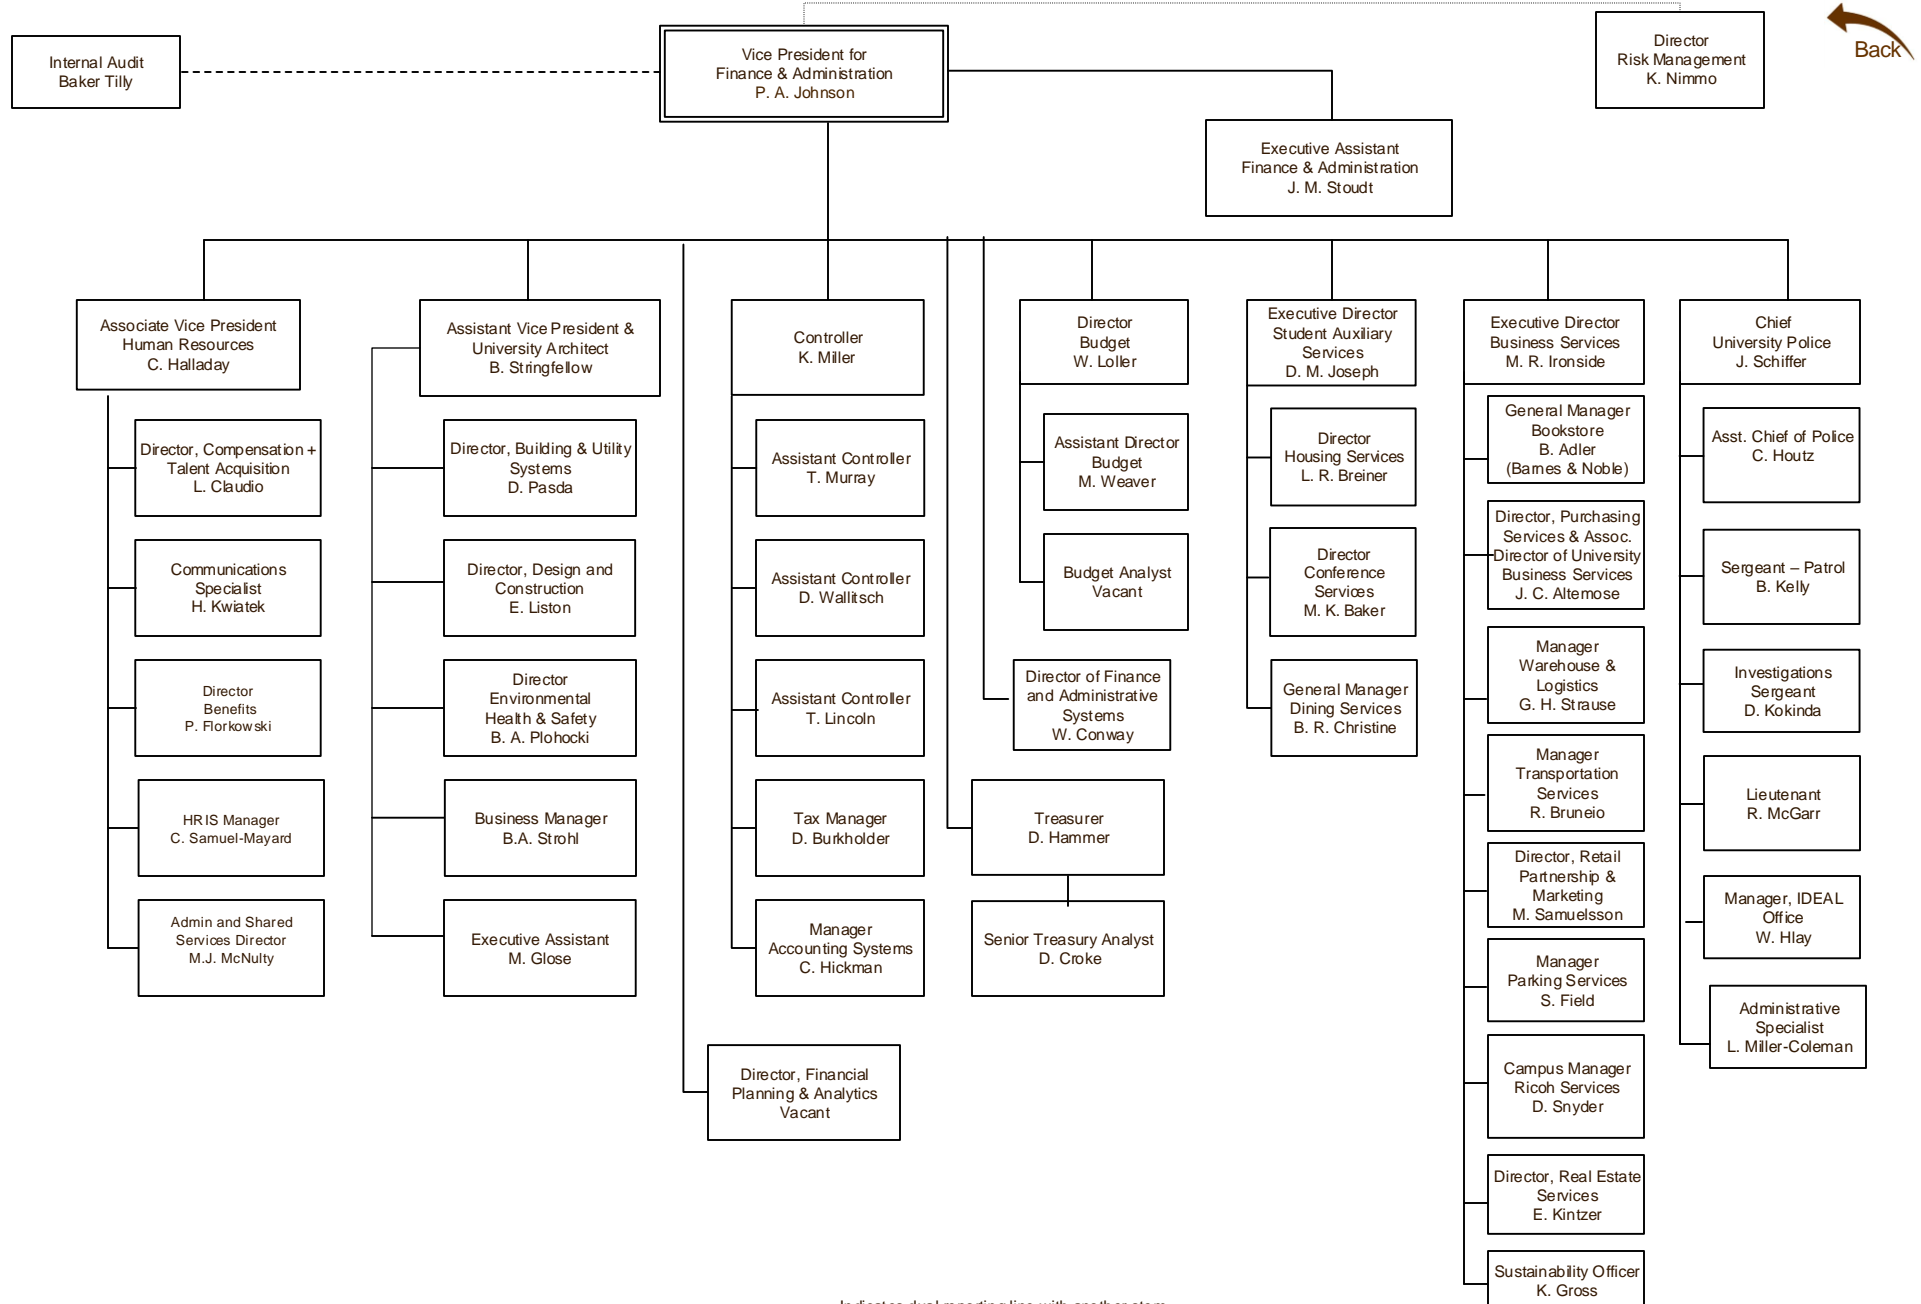 Internal Audit
Baker Tilly
Vice President for
Finance & Administration
P. A. Johnson
Director
Risk Management
K. Nimmo
Back
Executive Assistant
Finance & Administration
J. M. Stoudt
Associate Vice President
Human Resources
C. Halladay
Director, Compensation +
Talent Acquisition
L. Claudio
Communications
Specialist
H. Kwiatek
Director
Benefits
P. Florkowski
HRIS Manager
C. Samuel-Mayard
Admin and Shared
Services Director
M.J. McNulty
Assistant Vice President &
University Architect
B. Stringfellow
Director, Building & Utility
Systems
D. Pasda
Director, Design and
Construction
E. Liston
Director
Environmental
Health & Safety
B. A. Plohocki
Business Manager
B.A. Strohl
Executive Assistant
M. Glose
Controller
K. Miller
Assistant Controller
T. Murray
Assistant Controller
D. Wallitsch
Assistant Controller
T. Lincoln
Tax Manager
D. Burkholder
Manager
Accounting Systems
C. Hickman
Director, Financial
Planning & Analytics
Vacant
Director
Budget
W. Loller
Assistant Director
Budget
M. Weaver
Budget Analyst
Vacant
Director of Finance
and Administrative
Systems
W. Conway
Treasurer
D. Hammer
Senior Treasury Analyst
D. Croke
Executive Director
Student Auxiliary
Services
D. M. Joseph
Director
Housing Services
L. R. Breiner
Director
Conference
Services
M. K. Baker
General Manager
Dining Services
B. R. Christine
Executive Director
Business Services
M. R. Ironside
General Manager
Bookstore
B. Adler
(Barnes & Noble)
Director, Purchasing
Services & Assoc.
Director of University
Business Services
J. C. Altemose
Manager
Warehouse &
Logistics
G. H. Strause
Manager
Transportation
Services
R. Bruneio
Director, Retail
Partnership &
Marketing
M. Samuelsson
Manager
Parking Services
S. Field
Campus Manager
Ricoh Services
D. Snyder
Director, Real Estate
Services
E. Kintzer
Sustainability Officer
K. Gross
Chief
University Police
J. Schiffer
Asst. Chief of Police
C. Houtz
Sergeant – Patrol
B. Kelly
Investigations
Sergeant
D. Kokinda
Lieutenant
R. McGarr
Manager, IDEAL
Office
W. Hlay
Administrative
Specialist
L. Miller-Coleman
Indicates dual reporting line with another stem